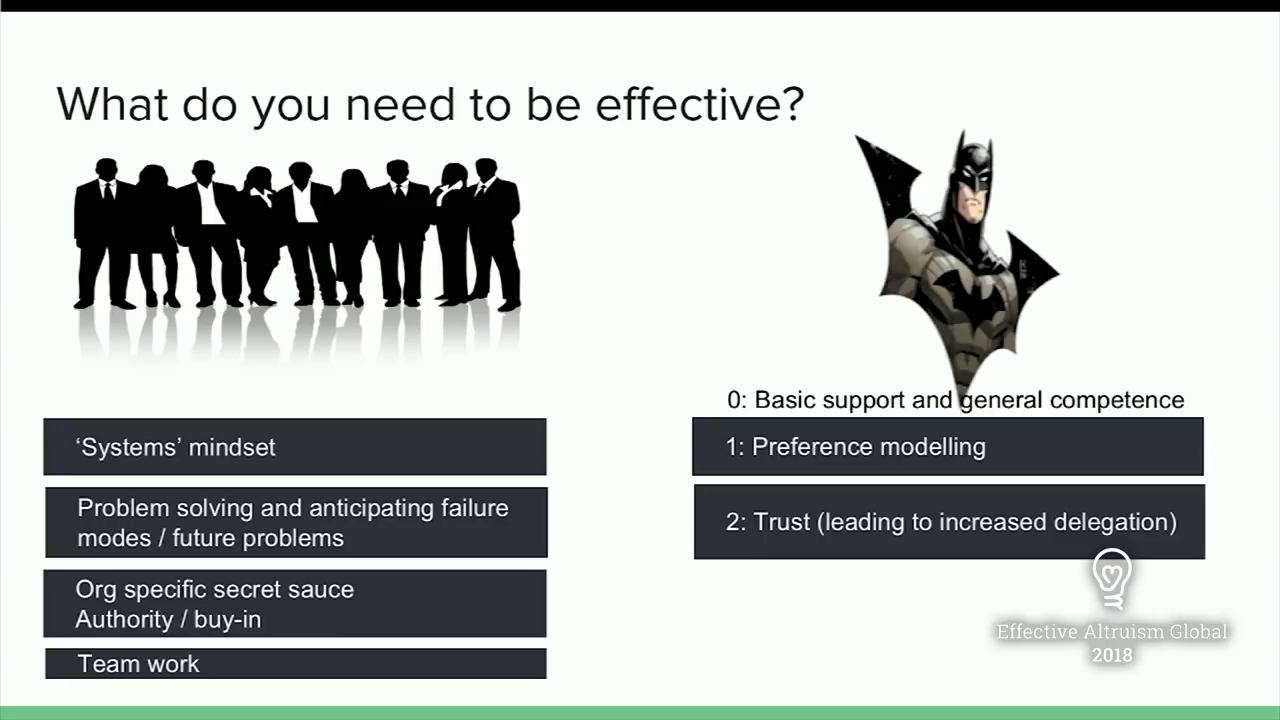 What do you need to be effective?
‘Systems’ mindset
Problem solving and anticipating failure
modes / future problems
Org specific secret sauce
Authority / buy-in
Team work
0: Basic support and general competence
1: Preference modelling
2: Trust (leading to increased delegation)
Effective Altruism Global
2018